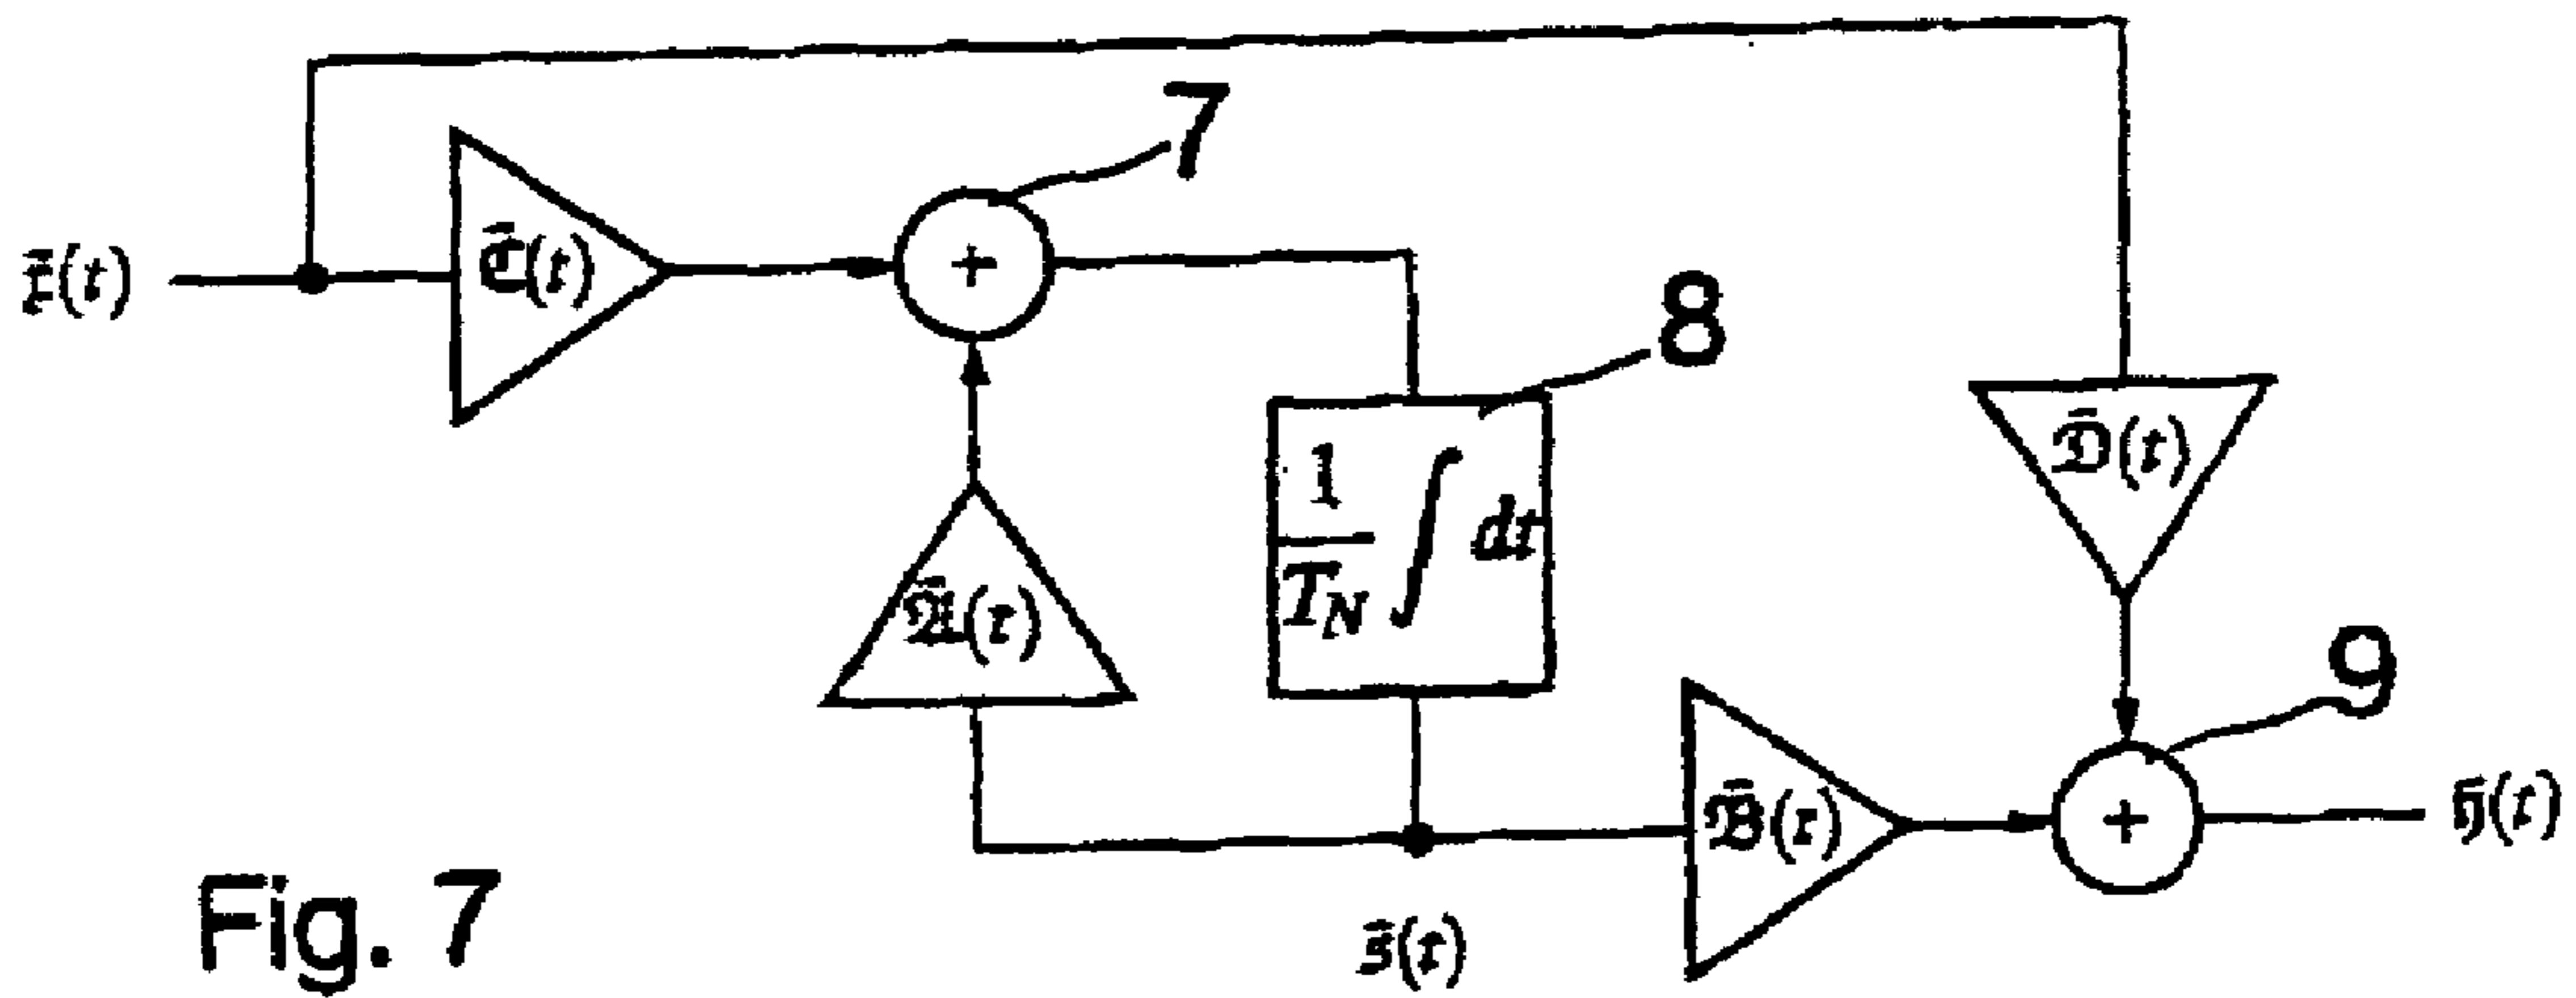 7
𝔵̄(t)
ℭ̄(t)
+
8
1/T_N ∫ dt
𝔇̄(t)
𝔄̄(t)
9
𝔅̄(t)
+
𝔶̄(t)
𝔰̄(t)
Fig. 7